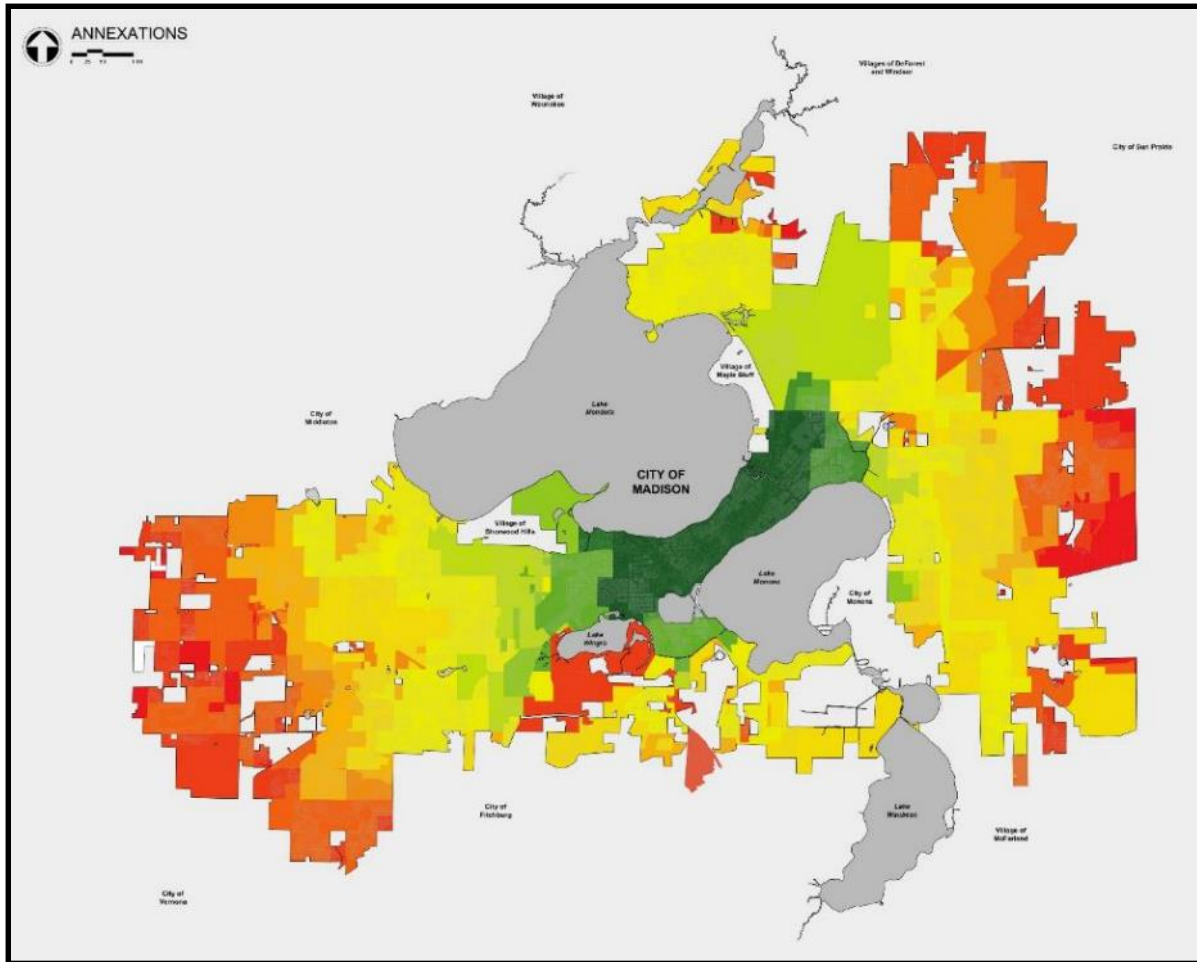 ANNEXATIONS
0
Villages of DeForest
and Windsor
Village of
Waunakee
City of Sun Prairie
Village of
Maple Bluff
Lake
Mendota
City of
Middleton
CITY OF
MADISON
Village of
Shorewood Hills
Lake
Monona
City of
Monona
Lake
Wingra
Lake
Waubesa
City of
Fitchburg
Village of
McFarland
City of
Verona